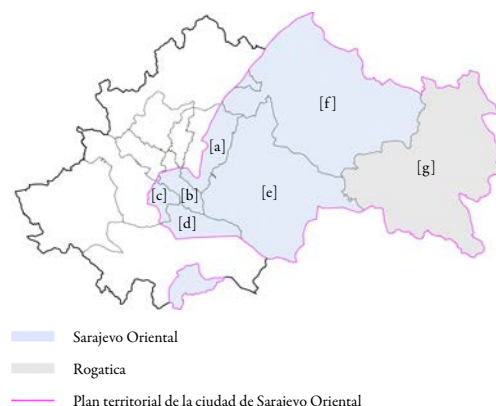 [f]
[a]
[g]
[c] [b] [e]
[d]
Sarajevo Oriental
Rogatica
Plan territorial de la ciudad de Sarajevo Oriental